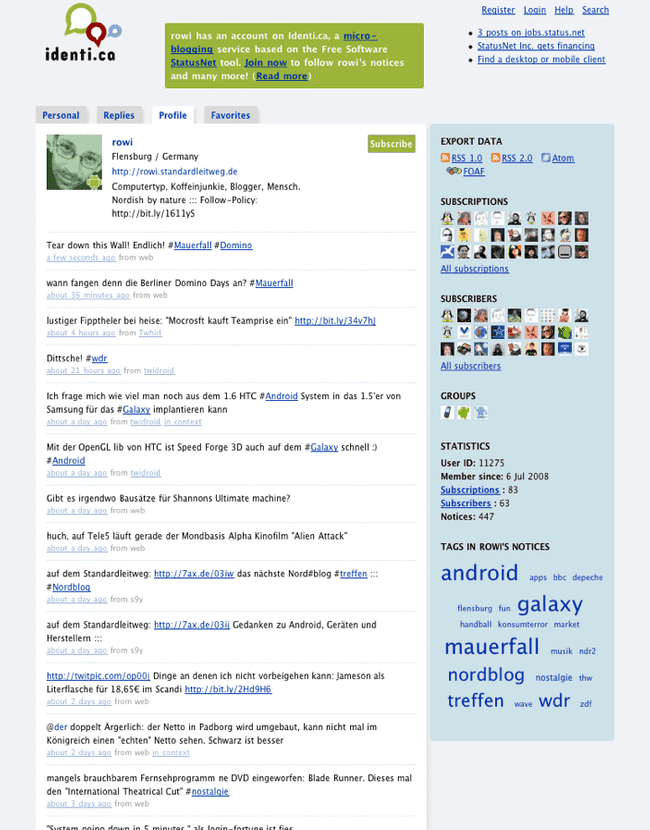 identi.ca
rowi has an account on Identi.ca, a micro-
blogging service based on the Free Software
StatusNet tool. Join now to follow rowi's notices
and many more! (Read more)
Register Login Help Search
3 posts on jobs.status.net
StatusNet Inc. gets financing
Find a desktop or mobile client
Personal Replies Profile Favorites
rowi
Subscribe
Flensburg / Germany
http://rowi.standardleitweg.de
Computertyp, Koffeinjunkie, Blogger, Mensch.
Nordish by nature ::: Follow-Policy:
http://bit.ly/1611yS
Tear down this Wall! Endlich! #Mauerfall #Domino
a few seconds ago from web
wann fangen denn die Berliner Domino Days an? #Mauerfall
about 36 minutes ago from web
lustiger Fipptheler bei heise: "Mocrosft kauft Teamprise ein" http://bit.ly/34v7hJ
about 4 hours ago from Twhirl
Dittsche! #wdr
about 21 hours ago from twidroid
Ich frage mich wie viel man noch aus dem 1.6 HTC #Android System in das 1.5'er von
Samsung für das #Galaxy implantieren kann
about a day ago from twidroid in context
Mit der OpenGL lib von HTC ist Speed Forge 3D auch auf dem #Galaxy schnell :)
#Android
about a day ago from twidroid
Gibt es irgendwo Bausätze für Shannons Ultimate machine?
about a day ago from web
huch, auf Tele5 läuft gerade der Mondbasis Alpha Kinofilm "Alien Attack"
about a day ago from web
auf dem Standardleitweg: http://7ax.de/03iw das nächste Nord#blog #treffen :::
#Nordblog
about a day ago from s9y
auf dem Standardleitweg: http://7ax.de/03ij Gedanken zu Android, Geräten und
Herstellern :::
about a day ago from s9y
http://twitpic.com/op00j Dinge an denen ich nicht vorbeigehen kann: Jameson als
Literflasche für 18,65€ im Scandi http://bit.ly/2Hd9H6
about 2 days ago from web
@der doppelt Ärgerlich: der Netto in Padborg wird umgebaut, kann nicht mal im
Königreich einen "echten" Netto sehen. Schwarz ist besser
about 2 days ago from web in context
mangels brauchbarem Fernsehprogramm ne DVD eingeworfen: Blade Runner. Dieses mal
den "International Theatrical Cut" #nostalgie
about 3 days ago from web
"System going down in 5 minutes " als login-fortune ist fies
EXPORT DATA
RSS 1.0 RSS 2.0 Atom
FOAF
SUBSCRIPTIONS
All subscriptions
SUBSCRIBERS
All subscribers
GROUPS
STATISTICS
User ID: 11275
Member since: 6 Jul 2008
Subscriptions : 83
Subscribers : 63
Notices: 447
TAGS IN ROWI'S NOTICES
android apps bbc depeche
flensburg fun galaxy
handball konsumterror market
mauerfall musik ndr2
nordblog nostalgie thw
treffen wave wdr zdf